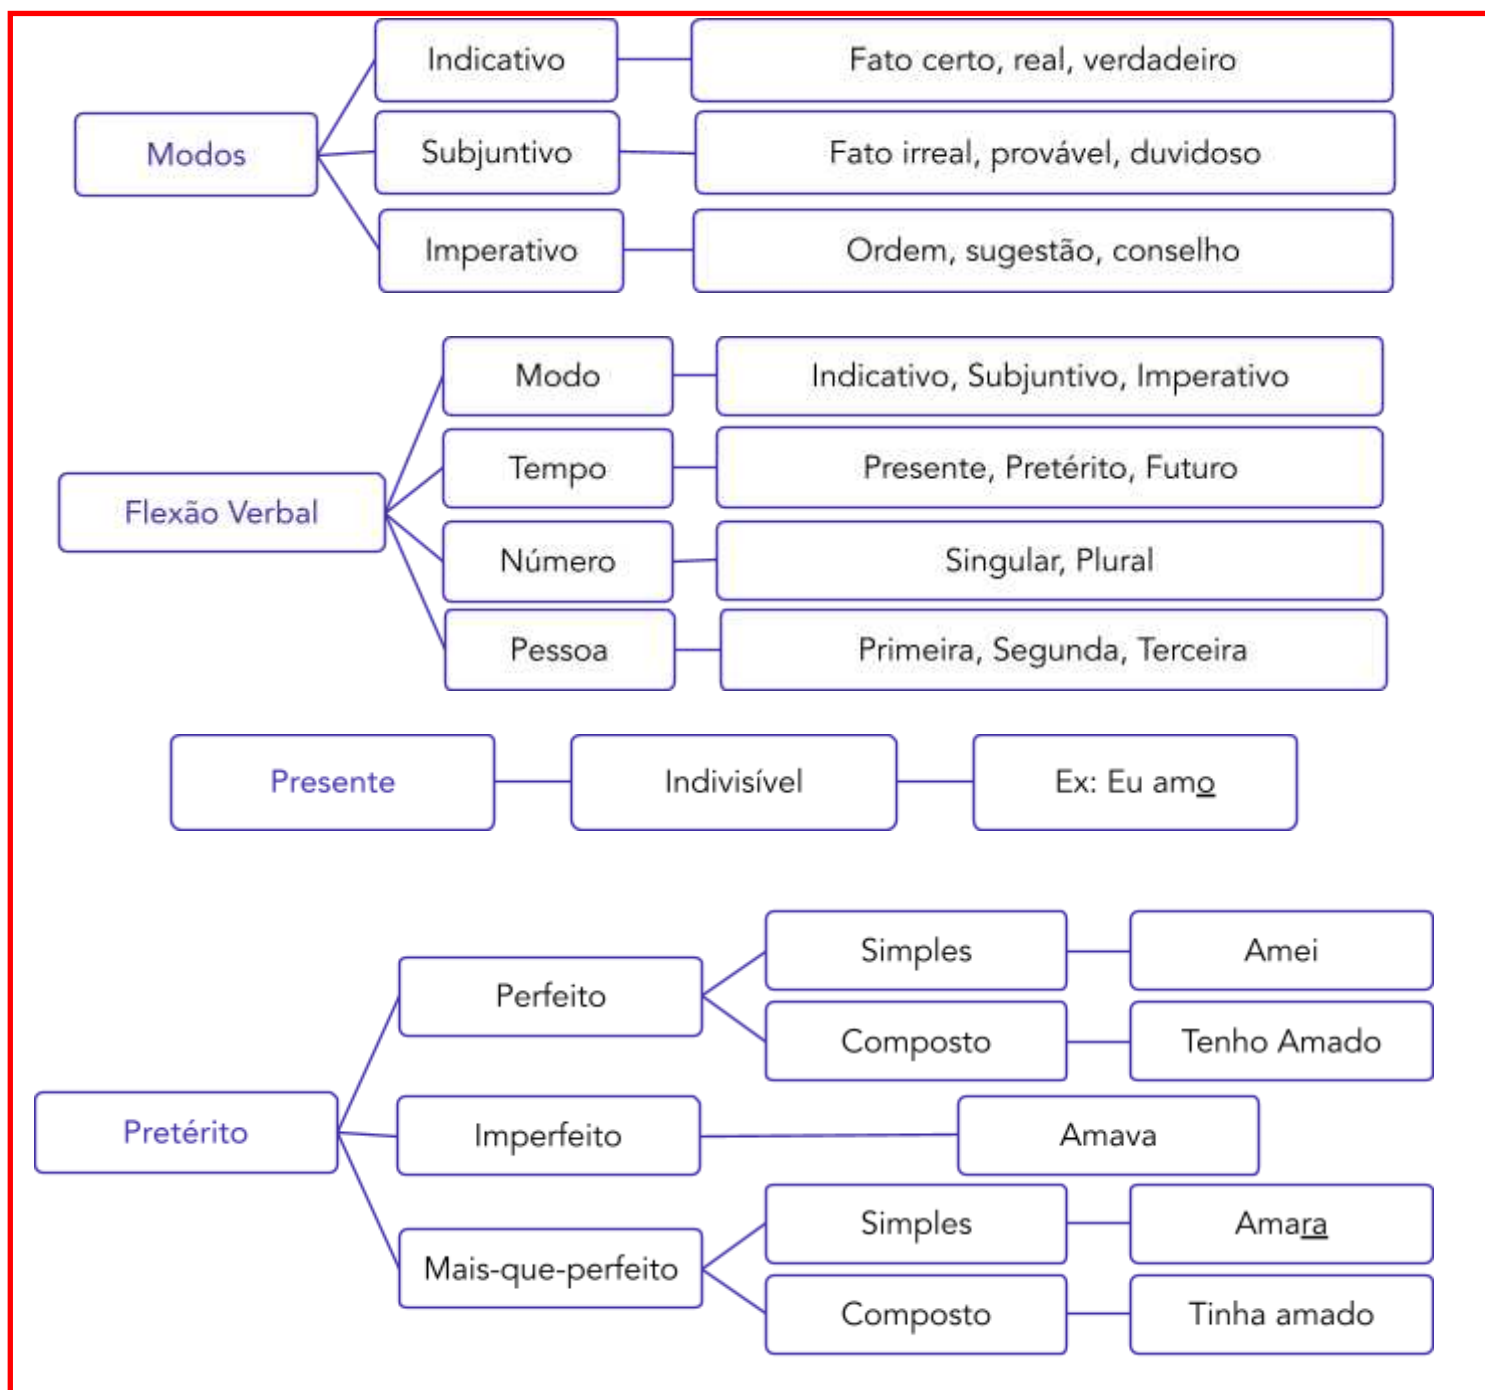 Modos
Indicativo
Fato certo, real, verdadeiro
Subjuntivo
Fato irreal, provável, duvidoso
Imperativo
Ordem, sugestão, conselho
Flexão Verbal
Modo
Indicativo, Subjuntivo, Imperativo
Tempo
Presente, Pretérito, Futuro
Número
Singular, Plural
Pessoa
Primeira, Segunda, Terceira
Presente
Indivisível
Ex: Eu amo
Pretérito
Perfeito
Simples
Amei
Composto
Tenho Amado
Imperfeito
Amava
Mais-que-perfeito
Simples
Amara
Composto
Tinha amado